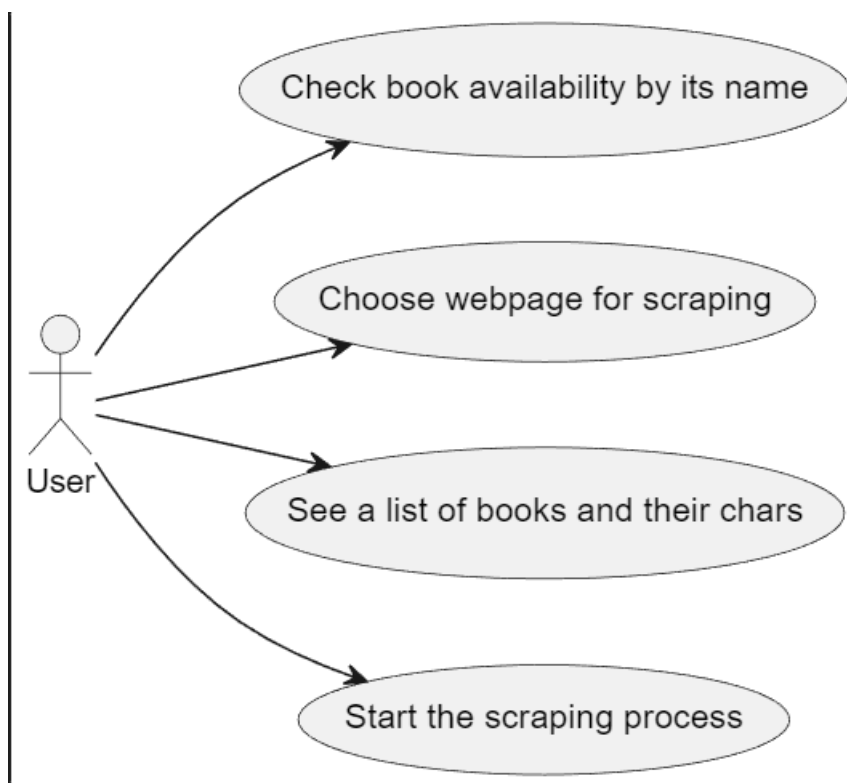 Check book availability by its name
Choose webpage for scraping
User
See a list of books and their chars
Start the scraping process